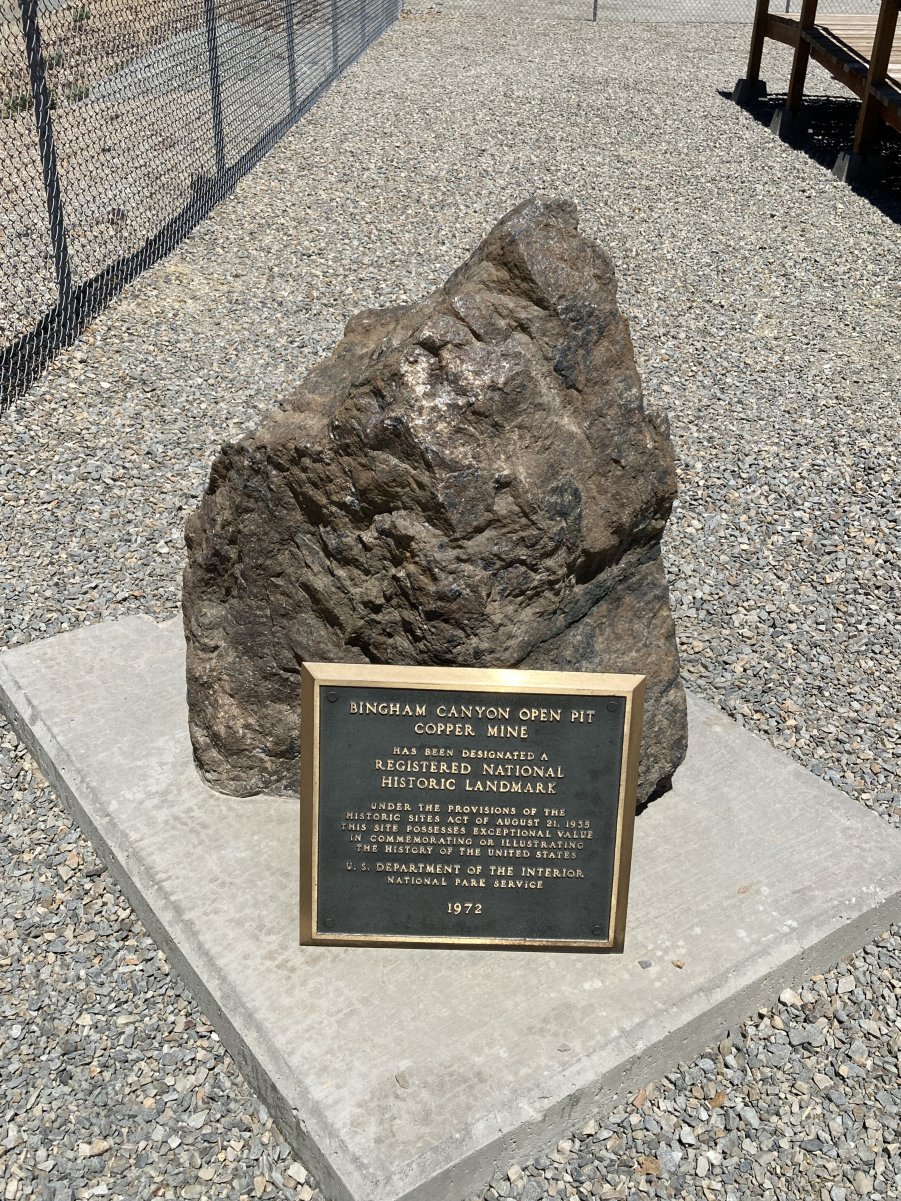 BINGHAM CANYON OPEN PIT
COPPER MINE
HAS BEEN DESIGNATED A
REGISTERED NATIONAL
HISTORIC LANDMARK
UNDER THE PROVISIONS OF THE
HISTORIC SITES ACT OF AUGUST 21, 1935
THIS SITE POSSESSES EXCEPTIONAL VALUE
IN COMMEMORATING OR ILLUSTRATING
THE HISTORY OF THE UNITED STATES
U.S. DEPARTMENT OF THE INTERIOR
NATIONAL PARK SERVICE
1972